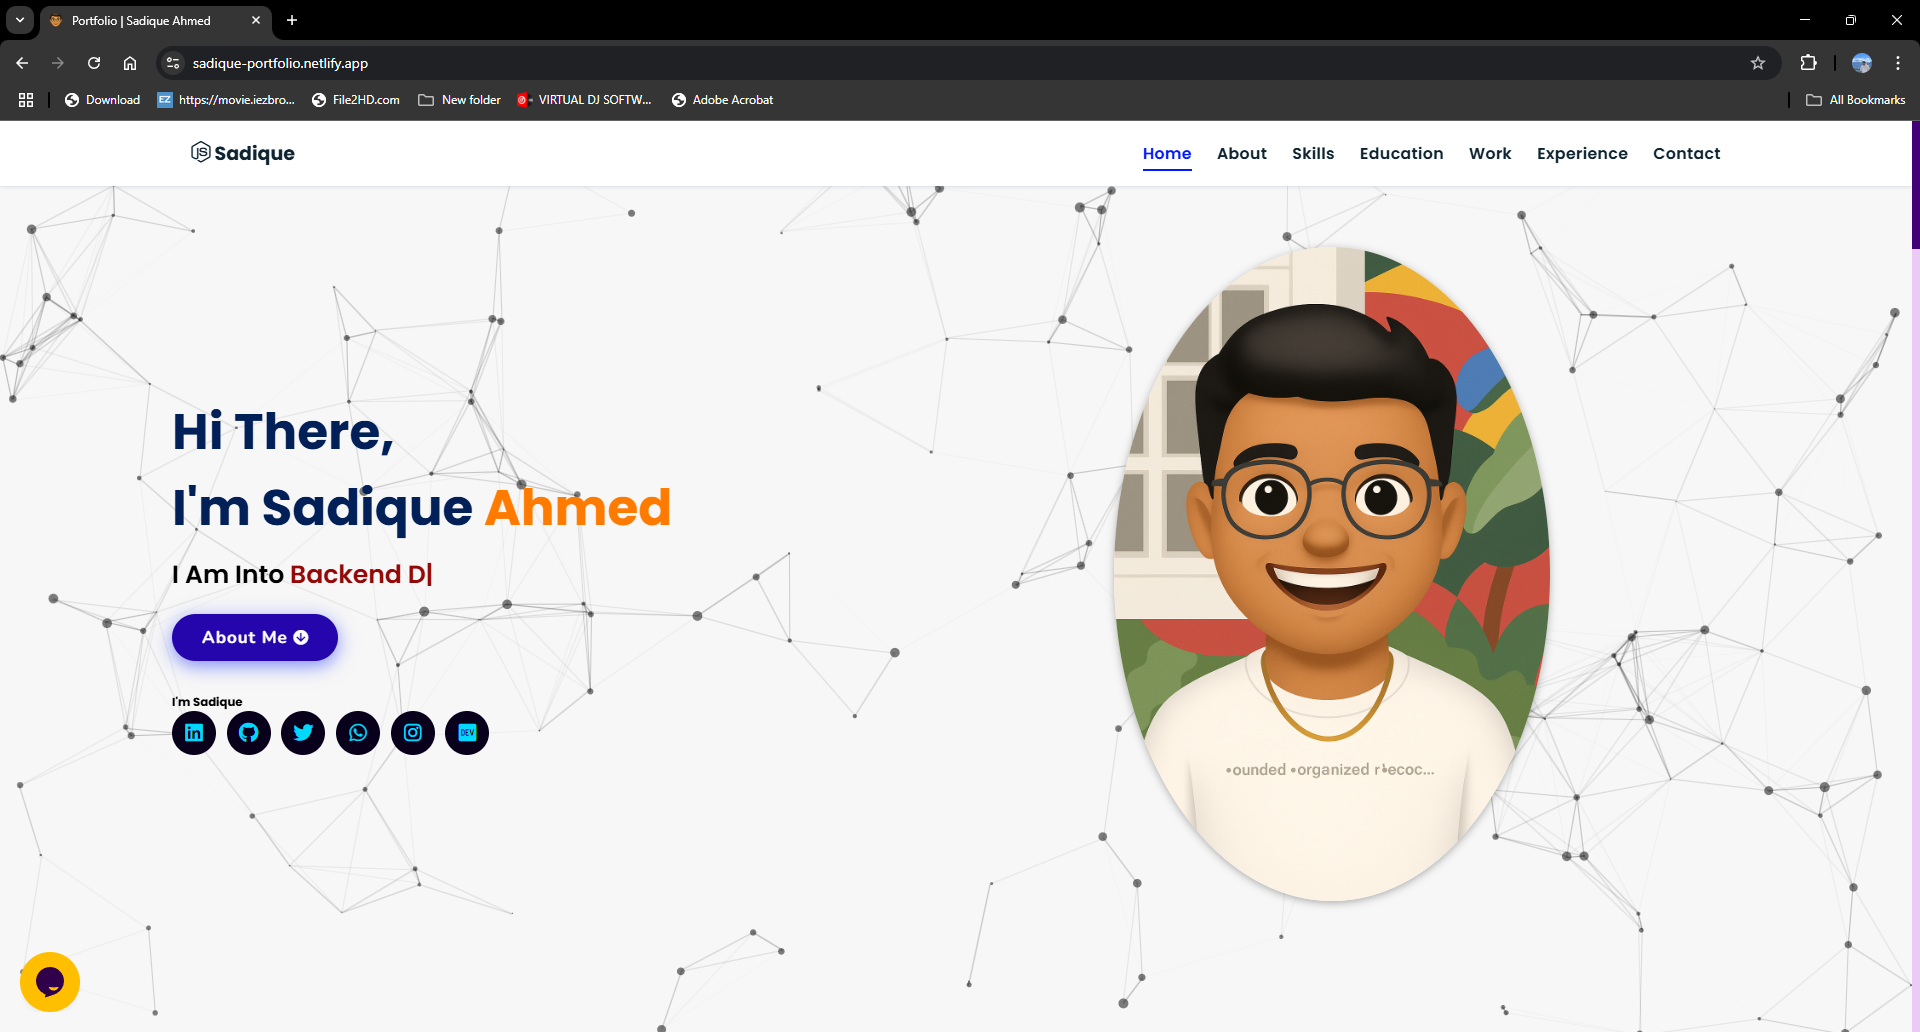 Portfolio | Sadique Ahmed
sadique-portfolio.netlify.app
Download
EZ
https://movie.iezbro...
File2HD.com
New folder
VIRTUAL DJ SOFTW...
Adobe Acrobat
All Bookmarks
JS Sadique
Home
About
Skills
Education
Work
Experience
Contact
Hi There,
I'm Sadique Ahmed
I Am Into Backend D|
About Me
I'm Sadique
DEV
•ounded •organized r•ecoc...